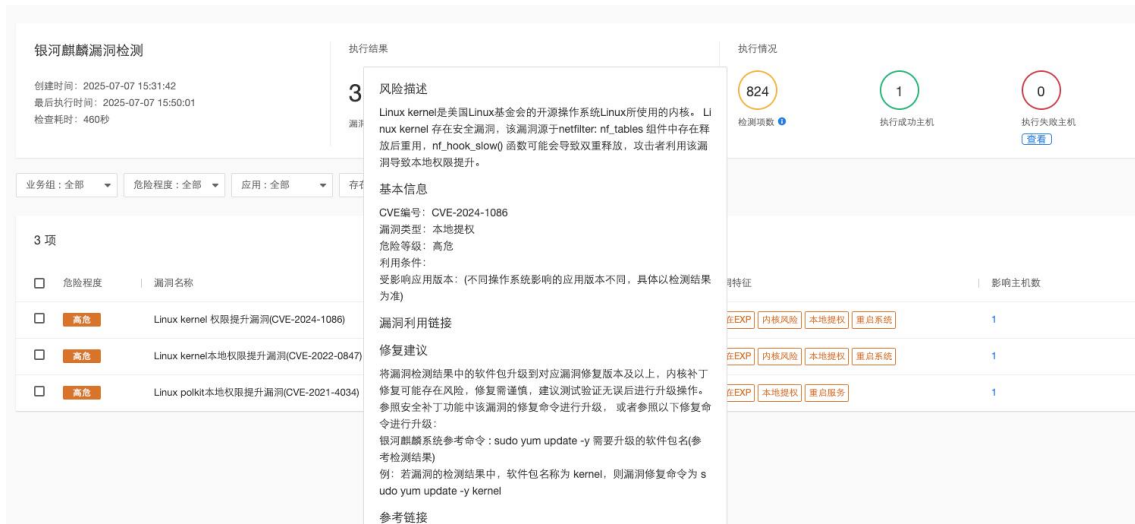 银河麒麟漏洞检测
创建时间：2025-07-07 15:31:42
最后执行时间：2025-07-07 15:50:01
检查耗时：460秒
执行结果
3
执行情况
824
检测项数
1
执行成功主机
0
执行失败主机
查看
业务组：全部
危险程度：全部
应用：全部
存在
3 项
危险程度
漏洞名称
影响主机数
高危
Linux kernel 权限提升漏洞(CVE-2024-1086)
在EXP 内核风险 本地提权 重启系统
1
高危
Linux kernel本地权限提升漏洞(CVE-2022-0847)
在EXP 内核风险 本地提权 重启系统
1
高危
Linux polkit本地权限提升漏洞(CVE-2021-4034)
在EXP 本地提权 重启服务
1
风险描述
Linux kernel是美国Linux基金会的开源操作系统Linux所使用的内核。 Li
nux kernel 存在安全漏洞，该漏洞源于netfilter: nf_tables 组件中存在释
放后重用，nf_hook_slow() 函数可能会导致双重释放，攻击者利用该漏
洞导致本地权限提升。
基本信息
CVE编号：CVE-2024-1086
漏洞类型：本地提权
危险等级：高危
利用条件：
受影响应用版本：(不同操作系统影响的应用版本不同，具体以检测结果
为准)
漏洞利用链接
修复建议
将漏洞检测结果中的软件包升级到对应漏洞修复版本及以上，内核补丁
修复可能存在风险，修复需谨慎，建议测试验证无误后进行升级操作。
参照安全补丁功能中该漏洞的修复命令进行升级， 或者参照以下修复命
令进行升级：
银河麒麟系统参考命令 : sudo yum update -y 需要升级的软件包名(参
考检测结果)
例：若漏洞的检测结果中，软件包名称为 kernel，则漏洞修复命令为 s
udo yum update -y kernel
参考链接